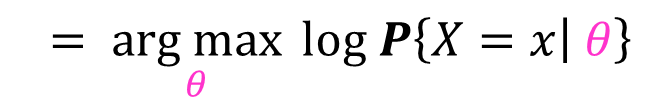 = arg max log P{X = x| θ}
θ